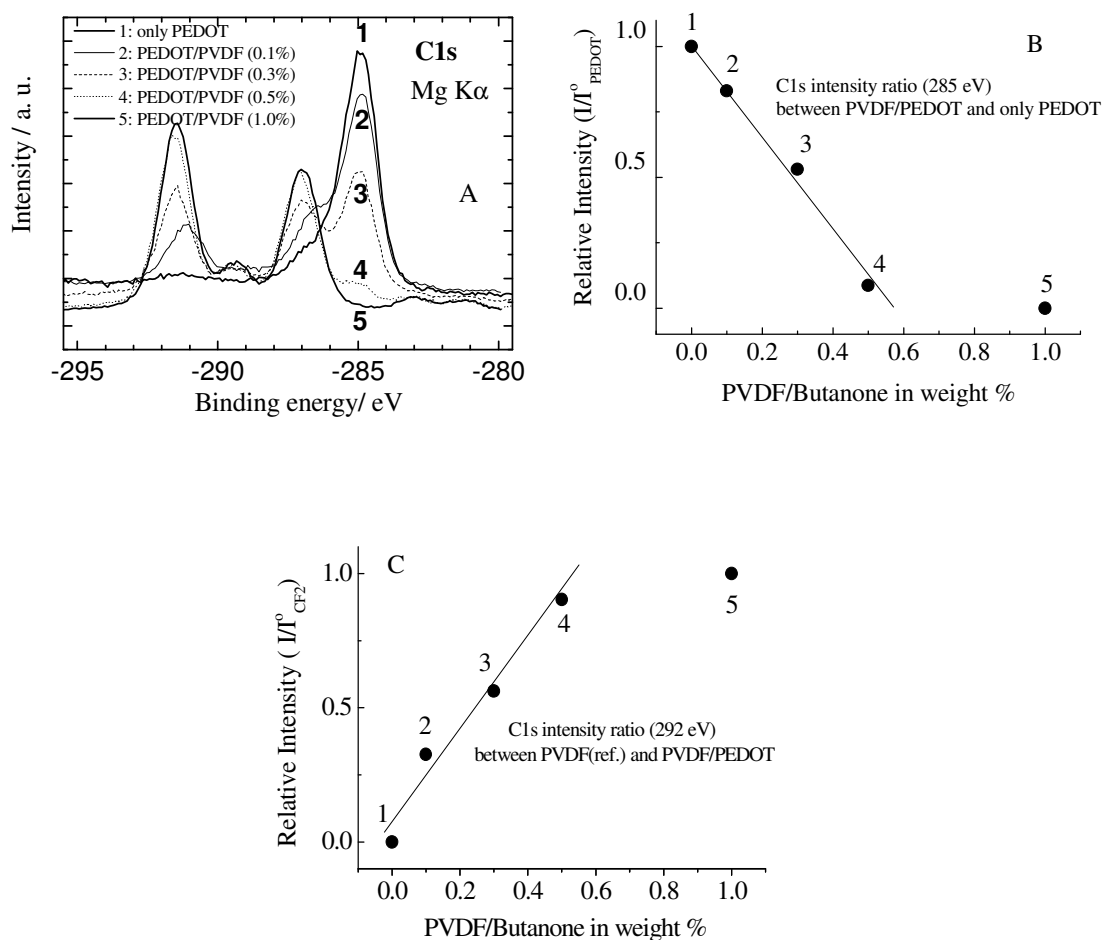 1: only PEDOT
2: PEDOT/PVDF (0.1%)
3: PEDOT/PVDF (0.3%)
4: PEDOT/PVDF (0.5%)
5: PEDOT/PVDF (1.0%)
C1s
Mg Kα
A
1
2
3
4
5
Intensity / a. u.
-295
-290
-285
-280
Binding energy/ eV
B
C1s intensity ratio (285 eV)
between PVDF/PEDOT and only PEDOT
1
2
3
4
5
Relative Intensity (I/I°PEDOT)
1.0
0.5
0.0
0.0 0.2 0.4 0.6 0.8 1.0
PVDF/Butanone in weight %
C
1
2
3
4
5
C1s intensity ratio (292 eV)
between PVDF(ref.) and PVDF/PEDOT
Relative Intensity ( I/I°CF2)
1.0
0.5
0.0
0.0 0.2 0.4 0.6 0.8 1.0
PVDF/Butanone in weight %